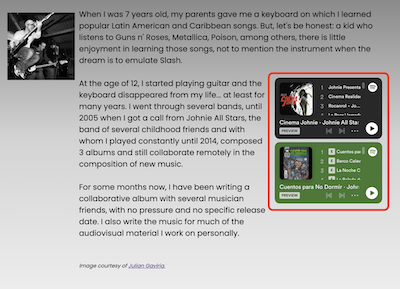 When I was 7 years old, my parents gave me a keyboard on which I learned
popular Latin American and Caribbean songs. But, let's be honest: a kid who
listens to Guns n' Roses, Metallica, Poison, among others, there is little
enjoyment in learning those songs, not to mention the instrument when the
dream is to emulate Slash.
At the age of 12, I started playing guitar and the
keyboard disappeared from my life... at least for
many years. I went through several bands, until
2005 when I got a call from Johnie All Stars, the
band of several childhood friends and with
whom I played constantly until 2014, composed
3 albums and still collaborate remotely in the
composition of new music.
For some months now, I have been writing a
collaborative album with several musician
friends, with no pressure and no specific release
date. I also write the music for much of the
audiovisual material I work on personally.
1 Johnie Presenta
2 Cinema Realida
3 Rocanrol - Jo
Cinema Johnie · Johnie All St
PREVIEW
1 E Cuentos pa
2 E Barco Cale
3 E La Noche C
Cuentos para No Dormir · John
PREVIEW
Image courtesy of Julian Gaviria.